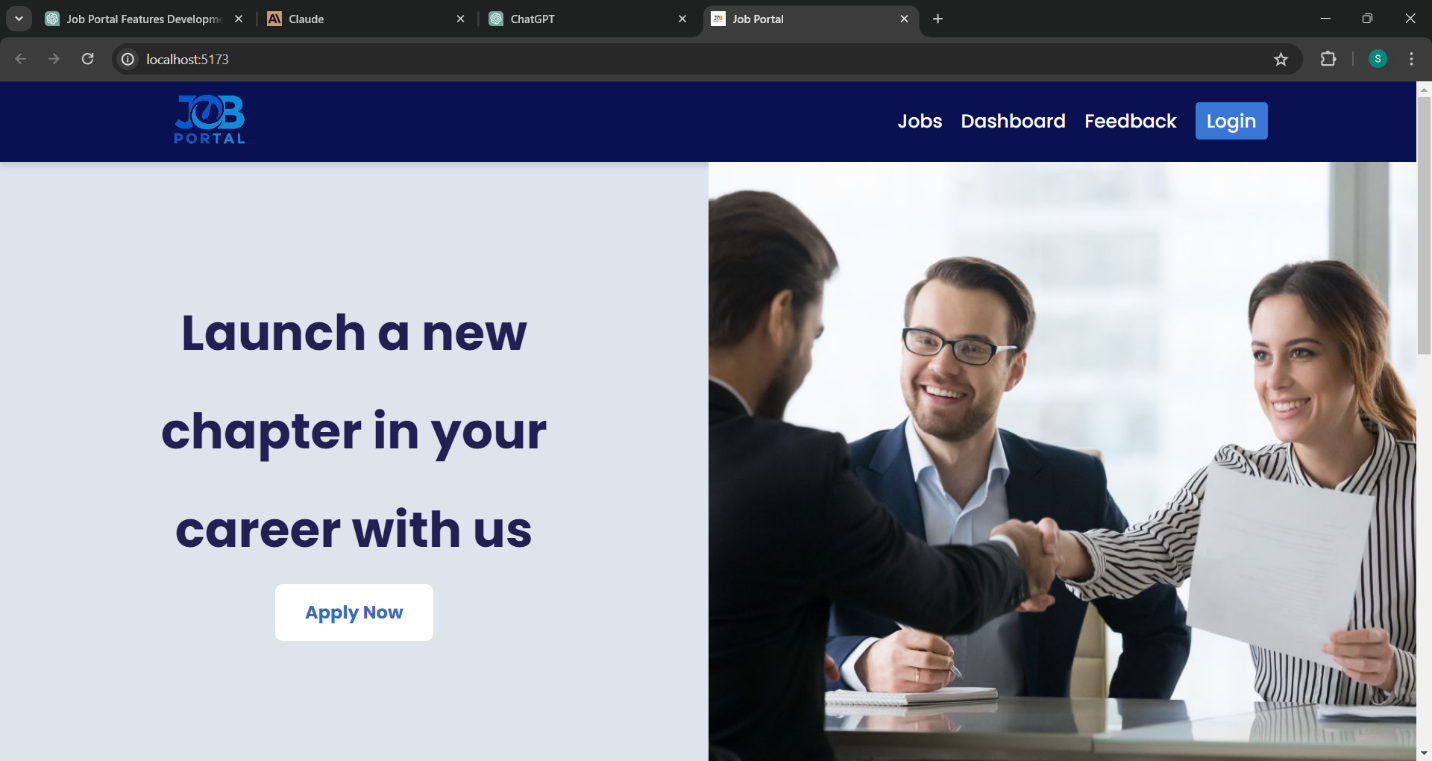 Job Portal Features Developm
Claude
ChatGPT
Job Portal
localhost:5173
S
JOB
PORTAL
Jobs
Dashboard
Feedback
Login
Launch a new
chapter in your
career with us
Apply Now